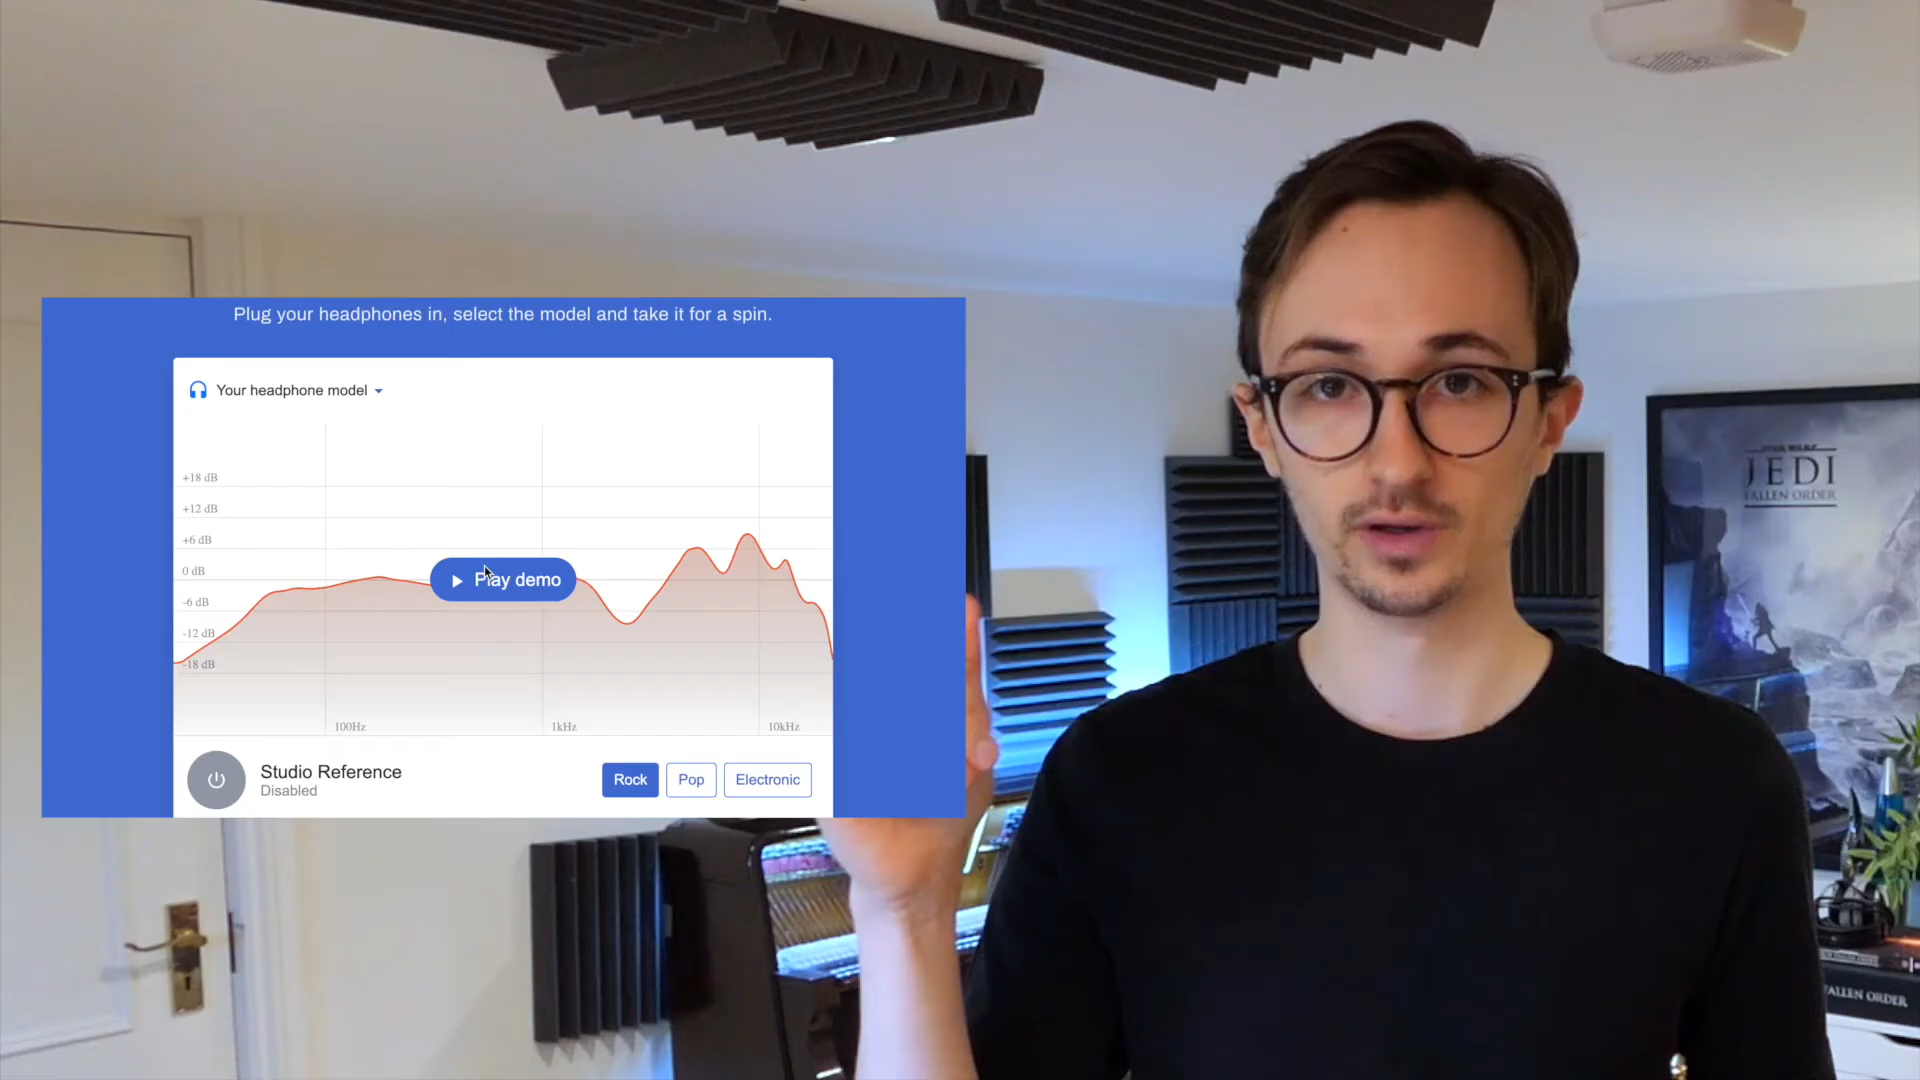 Plug your headphones in, select the model and take it for a spin.
Your headphone model
+18 dB
+12 dB
+6 dB
0 dB
-6 dB
-12 dB
-18 dB
Play demo
100Hz
1kHz
10kHz
Studio Reference
Disabled
Rock
Pop
Electronic
STAR WARS
JEDI
FALLEN ORDER
FALLEN ORDER